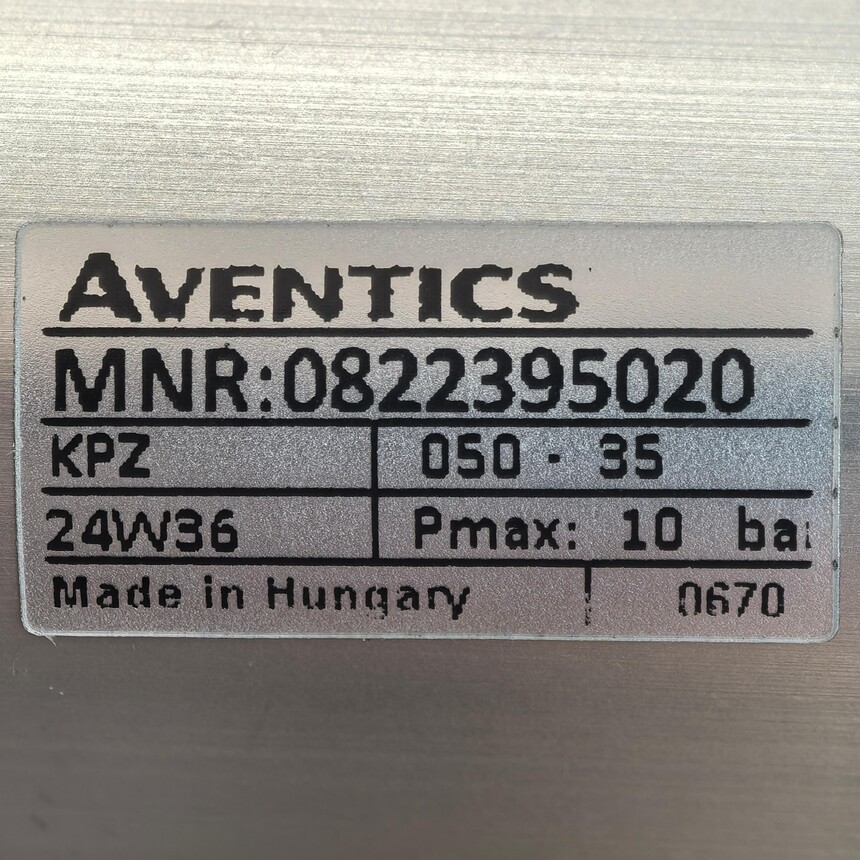 AVENTICS
MNR:0822395020
KPZ 050 - 35
24W36 Pmax: 10 ba
Made in Hungary 0670